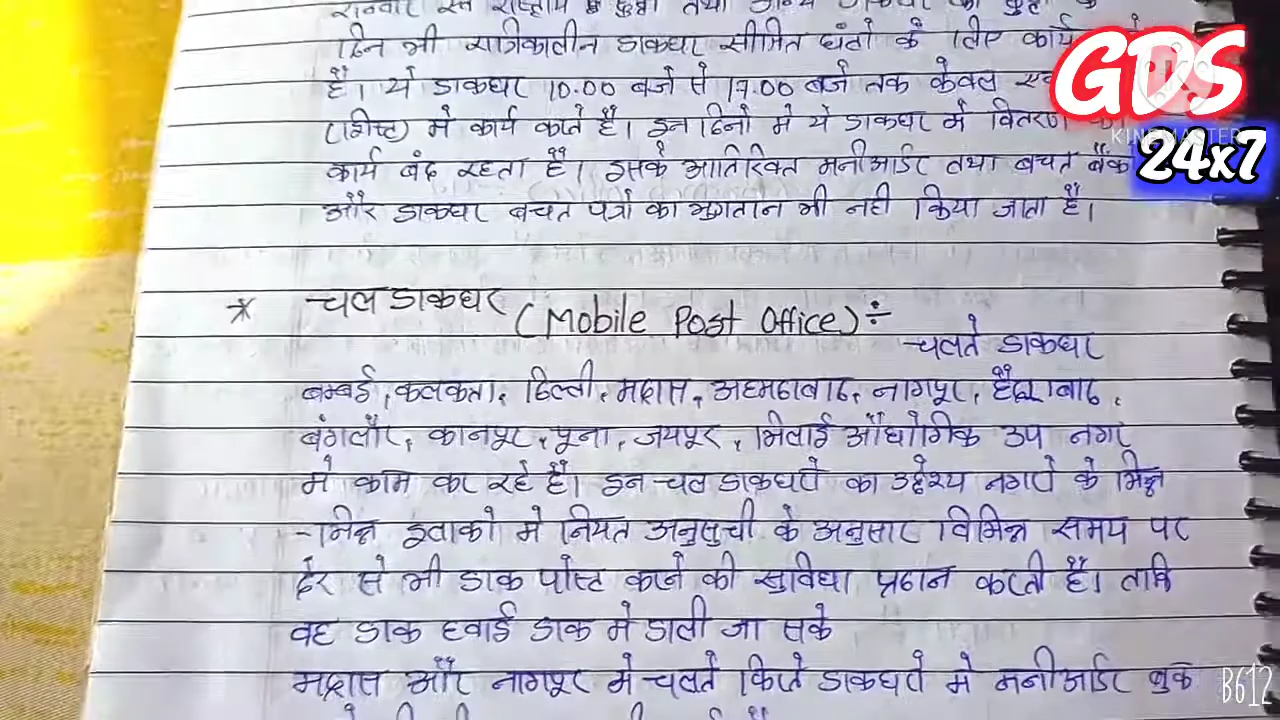 दिन भी रात्रिकालीन डाकघर सीमित घंतो के लिए कार्य
है। ये डाकघर 10.00 बजे से 17.00 बजे तक केवल
(शिफ्ट) मे कार्य करते है। इन दिनो मे ये डाकघर मे वितरण
कार्य बंद रहता है। इसके अतिरिक्त मनीआर्डर तथा बचत बैंक
और डाकघर बचत पत्रो का भुगतान भी नही किया जाता है।
* चल डाकघर (Mobile Post Office) ÷
चलते डाकघर
बम्बई, कलकत्ता, दिल्ली, मद्रास, अहमदाबाद, नागपूर, हैदराबाद,
बंगलौर, कानपूर, पूना, जयपूर, भिलाई औद्योगिक उप नगर
मे काम कर रहे है। इन चल डाकघरो का उद्देश्य नगरो के भिन्न
- भिन्न इलाको मे नियत अनुसुची के अनुसार विभिन्न समय पर
देर से भी डाक पोस्ट करने की सुविधा प्रदान करती है। ताकि
वह डाक हवाई डाक मे डाली जा सके
मद्रास और नागपूर मे चलते फिरते डाकघरो मे मनीआर्डर बुक
GDS
KINEMASTER
24x7
B612